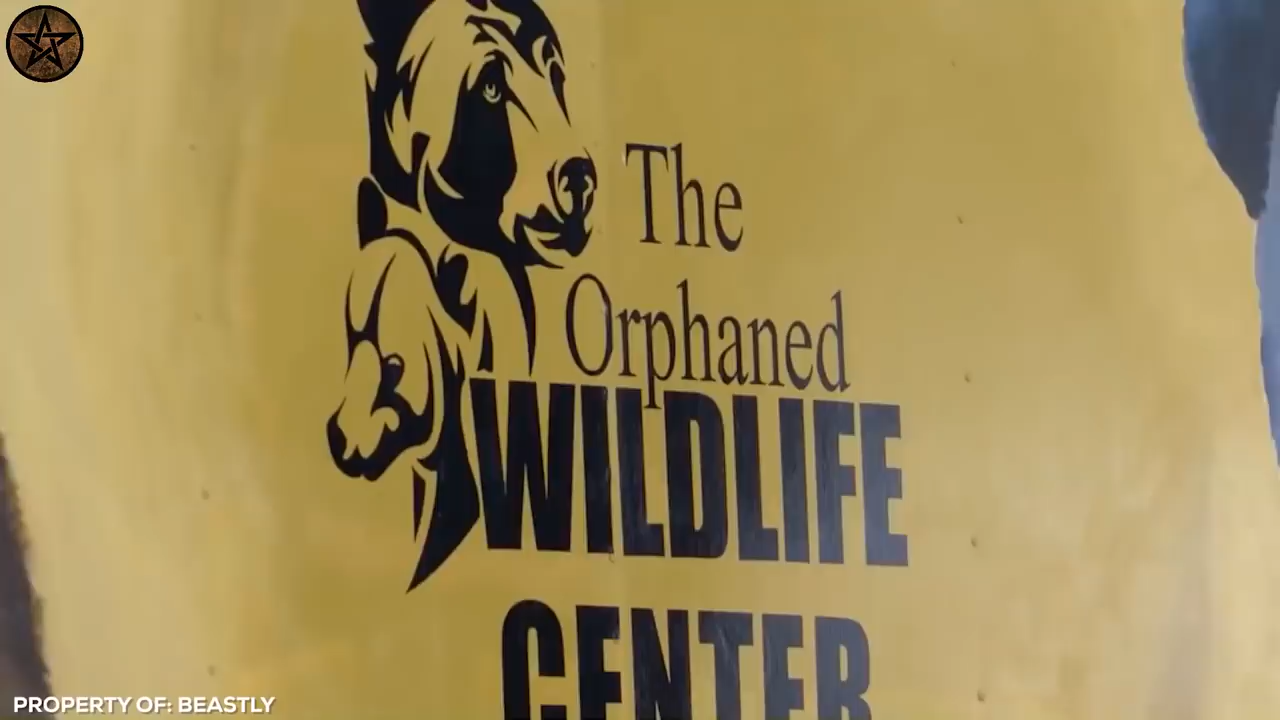 The
Orphaned
WILDLIFE
CENTER
PROPERTY OF: BEASTLY